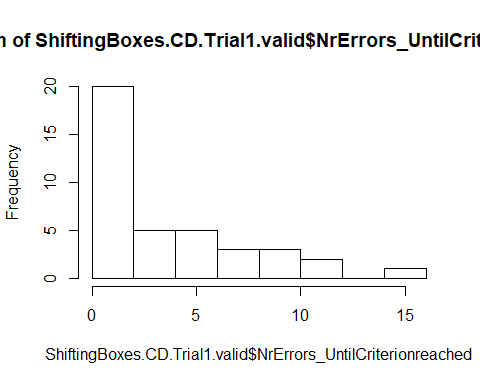 n of ShiftingBoxes.CD.Trial1.valid$NrErrors_UntilCrit
20
15
10
5
0
Frequency
0 5 10 15
ShiftingBoxes.CD.Trial1.valid$NrErrors_UntilCriterionreached